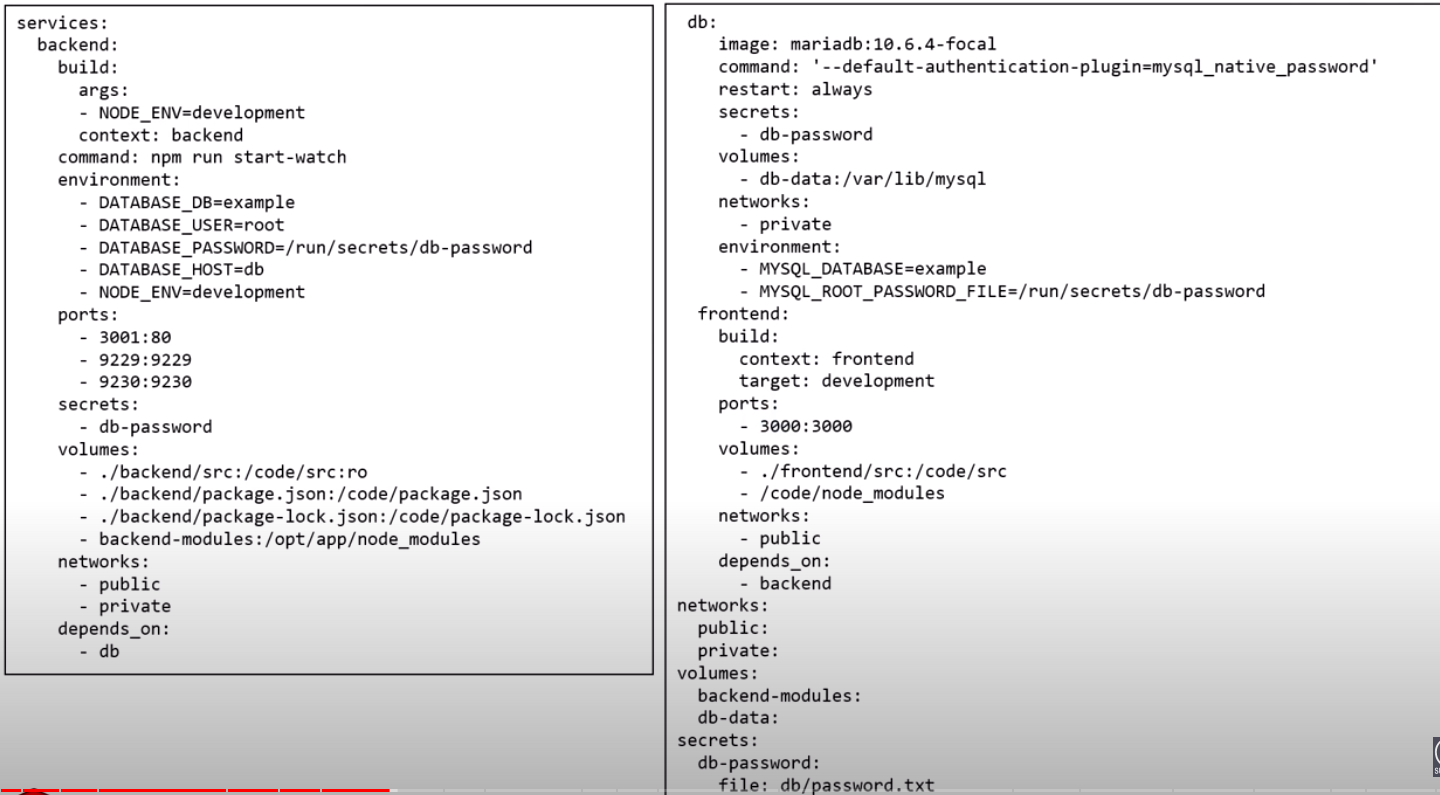 services:
  backend:
    build:
      args:
      - NODE_ENV=development
      context: backend
    command: npm run start-watch
    environment:
      - DATABASE_DB=example
      - DATABASE_USER=root
      - DATABASE_PASSWORD=/run/secrets/db-password
      - DATABASE_HOST=db
      - NODE_ENV=development
    ports:
      - 3001:80
      - 9229:9229
      - 9230:9230
    secrets:
      - db-password
    volumes:
      - ./backend/src:/code/src:ro
      - ./backend/package.json:/code/package.json
      - ./backend/package-lock.json:/code/package-lock.json
      - backend-modules:/opt/app/node_modules
    networks:
      - public
      - private
    depends_on:
      - db
 db:
    image: mariadb:10.6.4-focal
    command: '--default-authentication-plugin=mysql_native_password'
    restart: always
    secrets:
      - db-password
    volumes:
      - db-data:/var/lib/mysql
    networks:
      - private
    environment:
      - MYSQL_DATABASE=example
      - MYSQL_ROOT_PASSWORD_FILE=/run/secrets/db-password
  frontend:
    build:
      context: frontend
      target: development
    ports:
      - 3000:3000
    volumes:
      - ./frontend/src:/code/src
      - /code/node_modules
    networks:
      - public
    depends_on:
      - backend
networks:
  public:
  private:
volumes:
  backend-modules:
  db-data:
secrets:
  db-password:
    file: db/password.txt